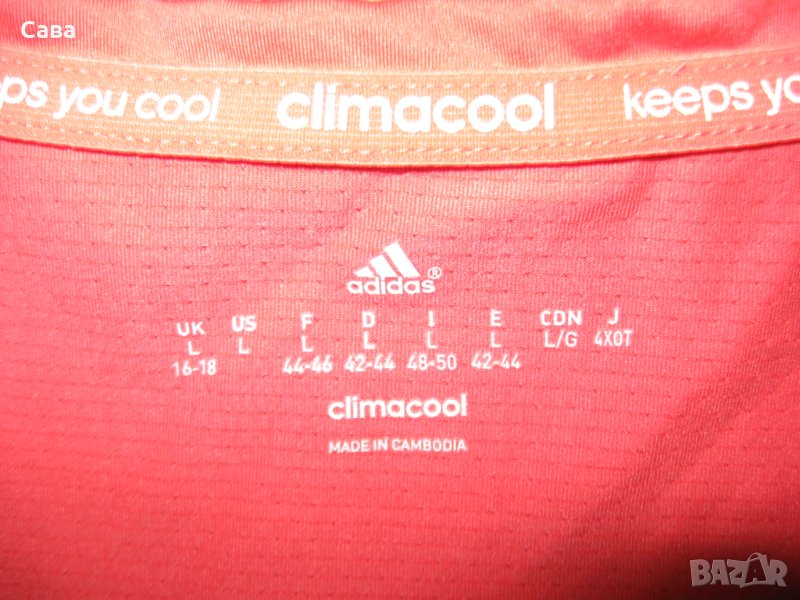 Сава
ps you cool climacool keeps yo
adidas®
UK US F D I E CDN J
L L L L L L L/G 4XOT
16-18 44-46 42-44 48-50 42-44
climacool
MADE IN CAMBODIA
BAZAR